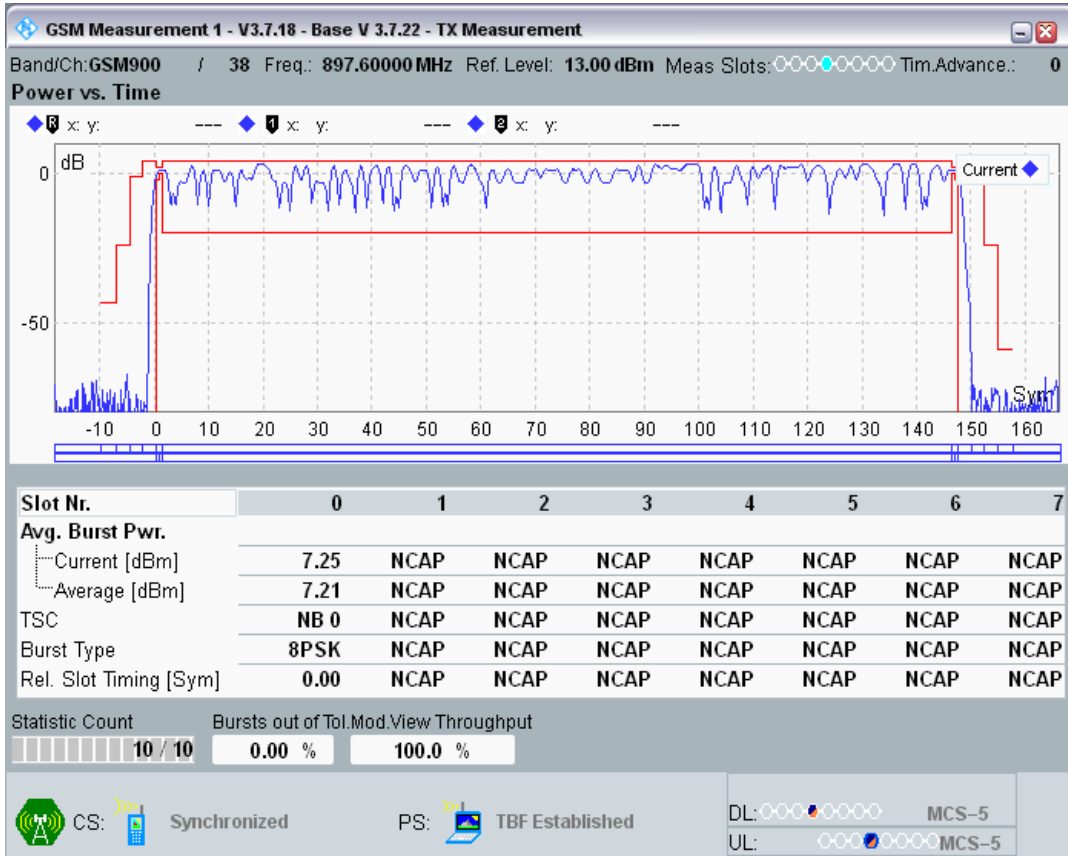 GSM Measurement 1 - V3.7.18 - Base V 3.7.22 - TX Measurement
Band/Ch:GSM900 / 38 Freq.: 897.60000 MHz Ref. Level: 13.00 dBm Meas Slots: Tim.Advance.: 0
Power vs. Time
R x: y: --- 1 x: y: --- 2 x: y: ---
dB
Current
0
-50
Sym
-10 0 10 20 30 40 50 60 70 80 90 100 110 120 130 140 150 160
Slot Nr. 0 1 2 3 4 5 6 7
Avg. Burst Pwr.
Current [dBm] 7.25 NCAP NCAP NCAP NCAP NCAP NCAP NCAP
Average [dBm] 7.21 NCAP NCAP NCAP NCAP NCAP NCAP NCAP
TSC NB 0 NCAP NCAP NCAP NCAP NCAP NCAP NCAP
Burst Type 8PSK NCAP NCAP NCAP NCAP NCAP NCAP NCAP
Rel. Slot Timing [Sym] 0.00 NCAP NCAP NCAP NCAP NCAP NCAP NCAP
Statistic Count Bursts out of Tol.Mod.View Throughput
10 / 10 0.00 % 100.0 %
CS: Synchronized PS: TBF Established
DL: MCS-5
UL: MCS-5